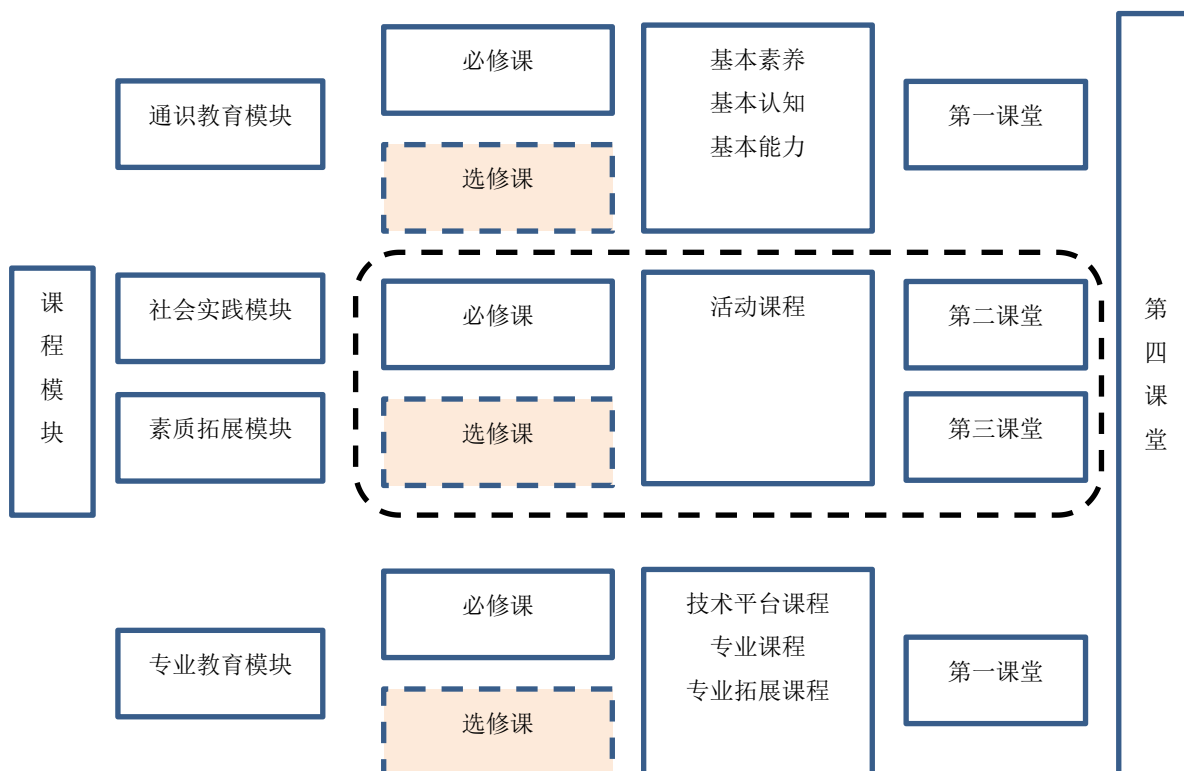 必修课
基本素养
基本认知
基本能力
通识教育模块
第一课堂
选修课
课程模块
社会实践模块
必修课
活动课程
第二课堂
第四课堂
素质拓展模块
选修课
第三课堂
必修课
技术平台课程
专业课程
专业拓展课程
专业教育模块
第一课堂
选修课